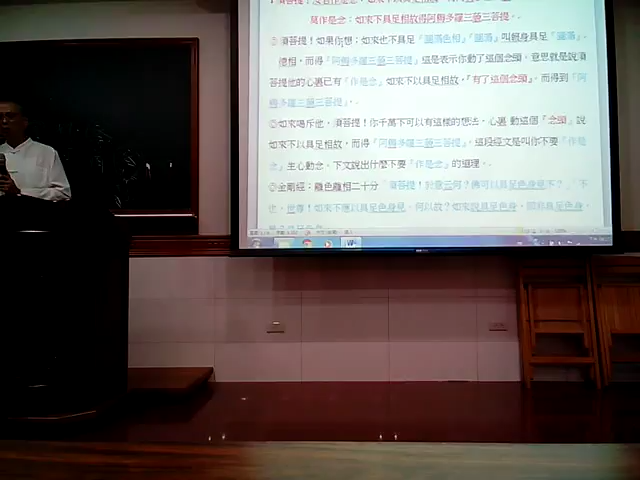 莫作是念：如來不具足相故得阿耨多羅三藐三菩提。
須菩提！如果你想：如來也不具足『圓滿色相』『圓滿』叫觀身具足『圓滿』。
便相，而得『阿耨多羅三藐三菩提』這是表示你動了這個念頭，意思就是說須
菩提他的心裏已有『作是念』如來不以具足相故，『有了這個念頭』。而得到『阿
耨多羅三藐三菩提』。
如來喝斥他，須菩提！你千萬不可以有這樣的想法，心裏 動這個『念頭』說
如來不以具足相故，而得『阿耨多羅三藐三菩提』。這段經文是叫你不要『作是
念』生心動念。下文說出什麼不要『作是念』的道理。
金剛經：離色離相二十分 『須菩提！於意云何？佛可以具足色身見不？』『不
也，世尊！如來不應以具足色身見。何以故？如來說具足色身，即非具足色身